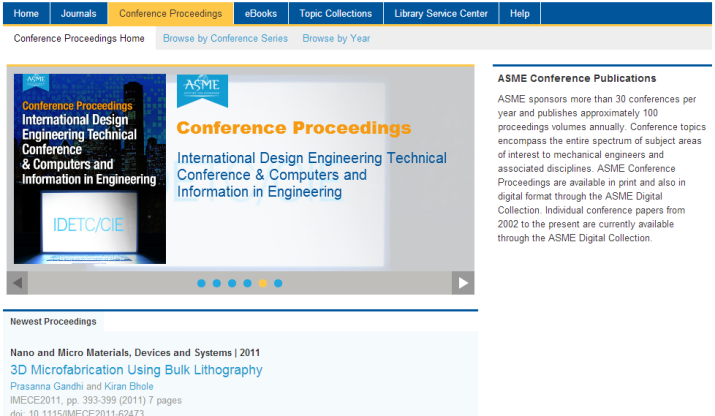 Home Journals Conference Proceedings eBooks Topic Collections Library Service Center Help
Conference Proceedings Home Browse by Conference Series Browse by Year
ASME
Conference Proceedings
International Design
Engineering Technical
Conference
& Computers and
Information in Engineering
IDETC/CIE
ASME
Conference Proceedings
International Design Engineering Technical
Conference & Computers and
Information in Engineering
ASME Conference Publications
ASME sponsors more than 30 conferences per
year and publishes approximately 100
proceedings volumes annually. Conference topics
encompass the entire spectrum of subject areas
of interest to mechanical engineers and
associated disciplines. ASME Conference
Proceedings are available in print and also in
digital format through the ASME Digital
Collection. Individual conference papers from
2002 to the present are currently available
through the ASME Digital Collection.
Newest Proceedings
Nano and Micro Materials, Devices and Systems | 2011
3D Microfabrication Using Bulk Lithography
Prasanna Gandhi and Kiran Bhole
IMECE2011, pp. 393-399 (2011) 7 pages
doi: 10.1115/IMECE2011-62473